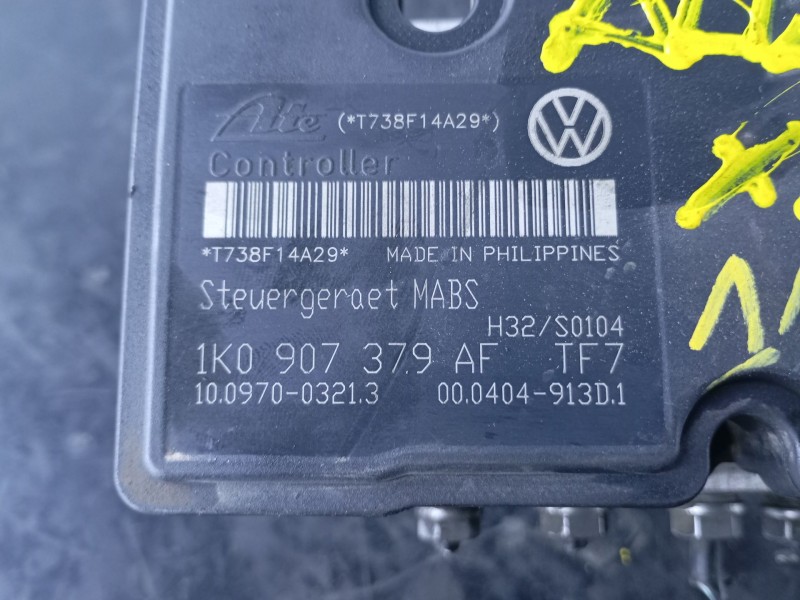 Ate (*T738F14A29*)
Controller
*T738F14A29* MADE IN PHILIPPINES
Steuergeraet MABS
H32/S0104
1K0 907 379 AF TF7
10.0970-0321.3 00.0404-913D.1